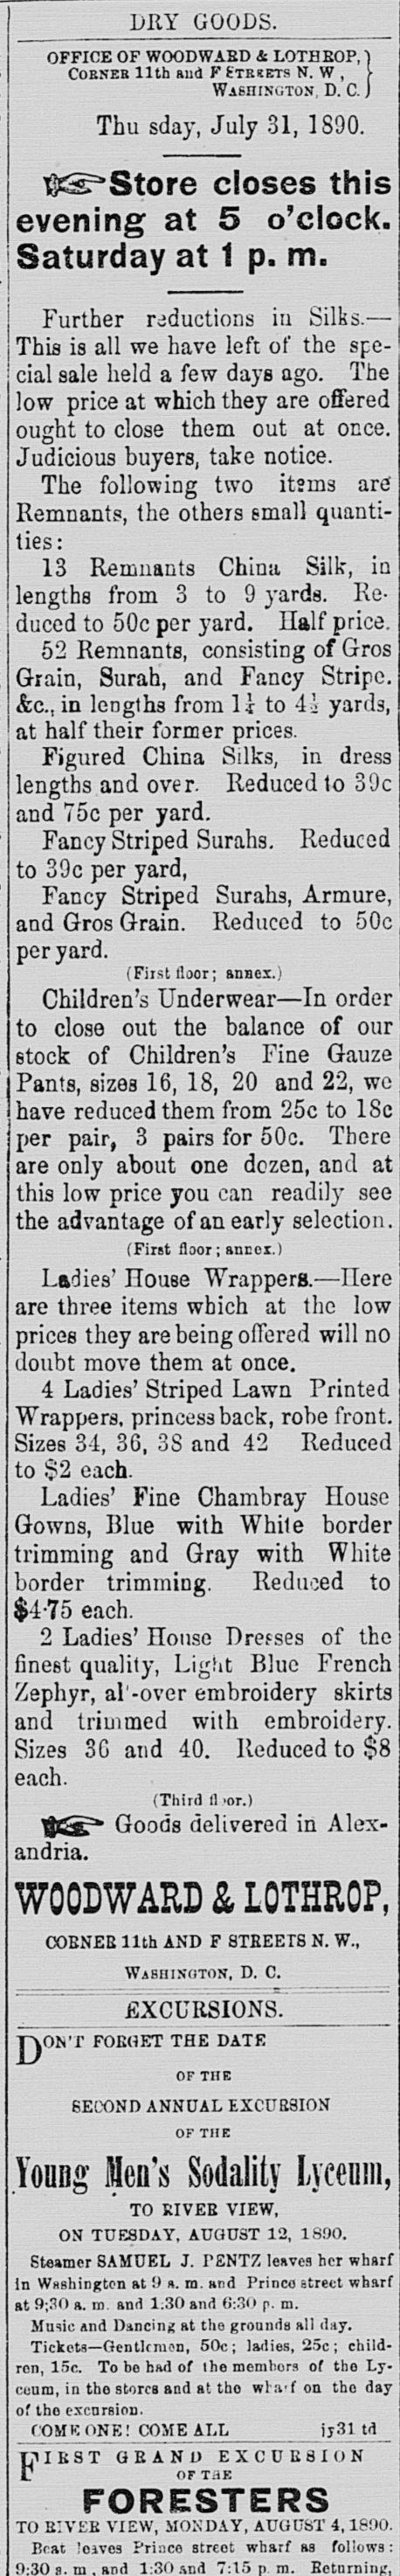 DRY GOODS.
OFFICE OF WOODWARD & LOTHROP,
CORNER 11th and F STREETS N. W ,
WASHINGTON, D. C.
Thu sday, July 31, 1890.
Store closes this
evening at 5 o'clock.
Saturday at 1 p. m.
Further reductions in Silks.—
This is all we have left of the spe-
cial sale held a few days ago. The
low price at which they are offered
ought to close them out at once.
Judicious buyers, take notice.
The following two items are
Remnants, the others small quanti-
ties:
13 Remnants China Silk, in
lengths from 3 to 9 yards. Re-
duced to 50c per yard. Half price.
52 Remnants, consisting of Gros
Grain, Surah, and Fancy Stripe.
&c., in lengths from 1¼ to 4½ yards,
at half their former prices.
Figured China Silks, in dress
lengths and over. Reduced to 39c
and 75c per yard.
Fancy Striped Surahs. Reduced
to 39c per yard,
Fancy Striped Surahs, Armure,
and Gros Grain. Reduced to 50c
per yard.
(First floor; annex.)
Children's Underwear—In order
to close out the balance of our
stock of Children's Fine Gauze
Pants, sizes 16, 18, 20 and 22, we
have reduced them from 25c to 18c
per pair, 3 pairs for 50c. There
are only about one dozen, and at
this low price you can readily see
the advantage of an early selection.
(First floor; annex.)
Ladies' House Wrappers.—Here
are three items which at the low
prices they are being offered will no
doubt move them at once.
4 Ladies' Striped Lawn Printed
Wrappers, princess back, robe front.
Sizes 34, 36, 38 and 42 Reduced
to $2 each.
Ladies' Fine Chambray House
Gowns, Blue with White border
trimming and Gray with White
border trimming. Reduced to
$4·75 each.
2 Ladies' House Dresses of the
finest quality, Light Blue French
Zephyr, al'-over embroidery skirts
and trimmed with embroidery.
Sizes 36 and 40. Reduced to $8
each.
(Third floor.)
Goods delivered in Alex-
andria.
WOODWARD & LOTHROP,
CORNER 11th AND F STREETS N. W.,
WASHINGTON, D. C.
EXCURSIONS.
DON'T FORGET THE DATE
OF THE
SECOND ANNUAL EXCURSION
OF THE
Young Men's Sodality Lyceum,
TO RIVER VIEW,
ON TUESDAY, AUGUST 12, 1890.
Steamer SAMUEL J. PENTZ leaves her wharf
in Washington at 9 a. m. and Prince street wharf
at 9;30 a. m. and 1:30 and 6:30 p. m.
Music and Dancing at the grounds all day.
Tickets—Gentlemen, 50c; ladies, 25c; child-
ren, 15c. To be had of the members of the Ly-
ceum, in the stores and at the wharf on the day
of the excursion.
COME ONE! COME ALL jy31 td
FIRST GRAND EXCURSION
OF THE
FORESTERS
TO RIVER VIEW, MONDAY, AUGUST 4, 1890.
Boat leaves Prince street wharf as follows:
9:30 a. m , and 1:30 and 7:15 p. m. Returning,